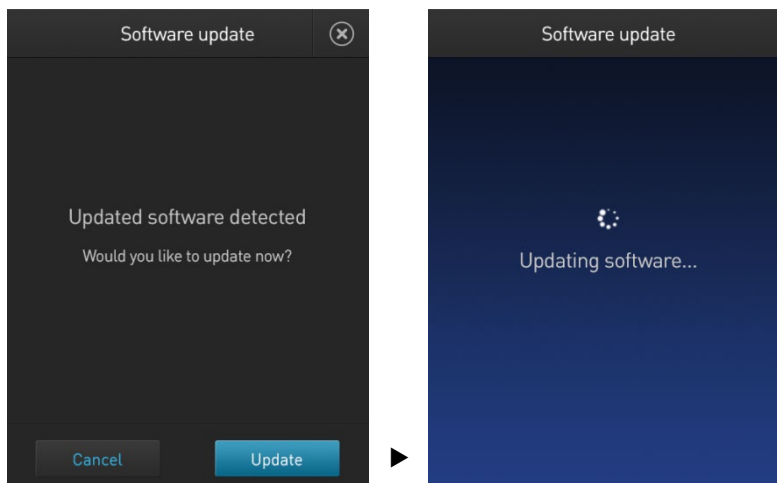 Software update
Updated software detected
Would you like to update now?
Cancel
Update
Software update
Updating software...